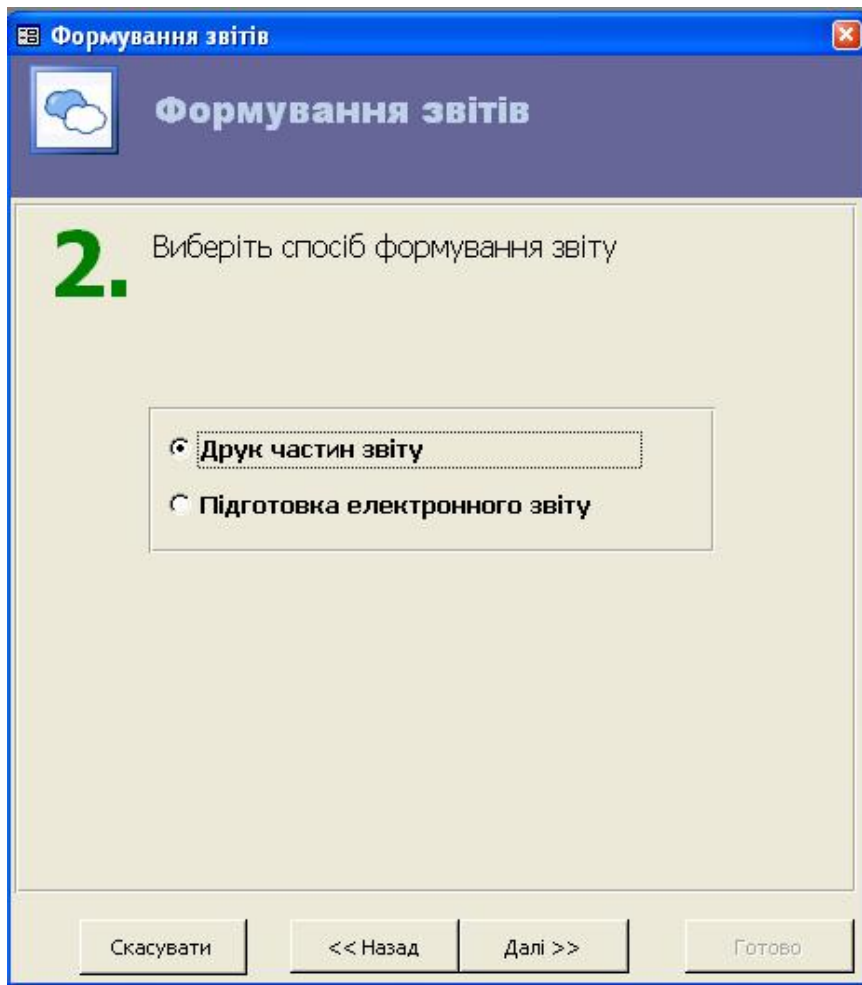 Формування звітів
Формування звітів
2.
Виберіть спосіб формування звіту
Друк частин звіту
Підготовка електронного звіту
Скасувати
<< Назад
Далі >>
Готово